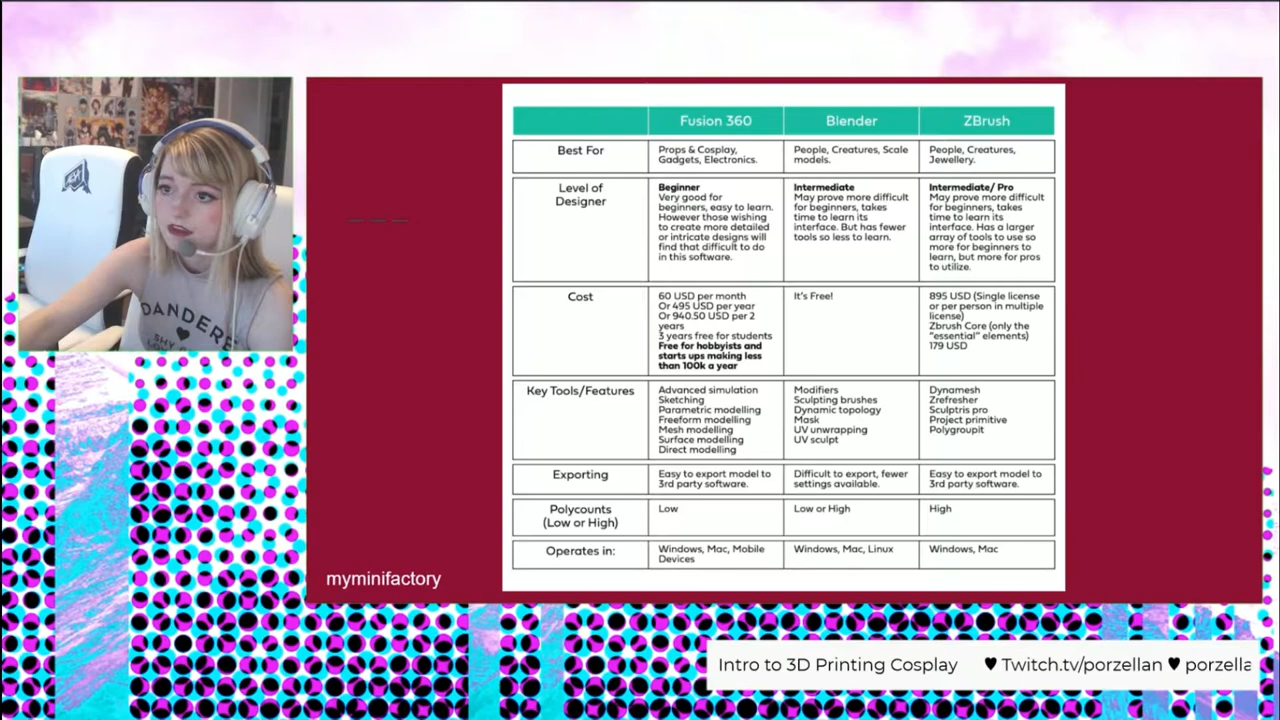 Fusion 360
Blender
ZBrush
Best For
Props & Cosplay,
Gadgets, Electronics.
People, Creatures, Scale
models.
People, Creatures,
Jewellery.
Level of
Designer
Beginner
Very good for
beginners, easy to learn.
However those wishing
to create more detailed
or intricate designs will
find that difficult to do
in this software.
Intermediate
May prove more difficult
for beginners, takes
time to learn its
interface. But has fewer
tools so less to learn.
Intermediate/ Pro
May prove more difficult
for beginners, takes
time to learn its
interface. Has a larger
array of tools to use so
more for beginners to
learn, but more for pros
to utilize.
Cost
60 USD per month
Or 495 USD per year
Or 940.50 USD per 2
years
3 years free for students
Free for hobbyists and
starts ups making less
than 100k a year
It's Free!
895 USD (Single license
or per person in multiple
license)
Zbrush Core (only the
"essential" elements)
179 USD
Key Tools/Features
Advanced simulation
Sketching
Parametric modelling
Freeform modelling
Mesh modelling
Surface modelling
Direct modelling
Modifiers
Sculpting brushes
Dynamic topology
Mask
UV unwrapping
UV sculpt
Dynamesh
Zrefresher
Sculptris pro
Project primitive
Polygroupit
Exporting
Easy to export model to
3rd party software.
Difficult to export, fewer
settings available.
Easy to export model to
3rd party software.
Polycounts
(Low or High)
Low
Low or High
High
Operates in:
Windows, Mac, Mobile
Devices
Windows, Mac, Linux
Windows, Mac
myminifactory
DANDERE
Intro to 3D Printing Cosplay ♥ Twitch.tv/porzellan ♥ porzella